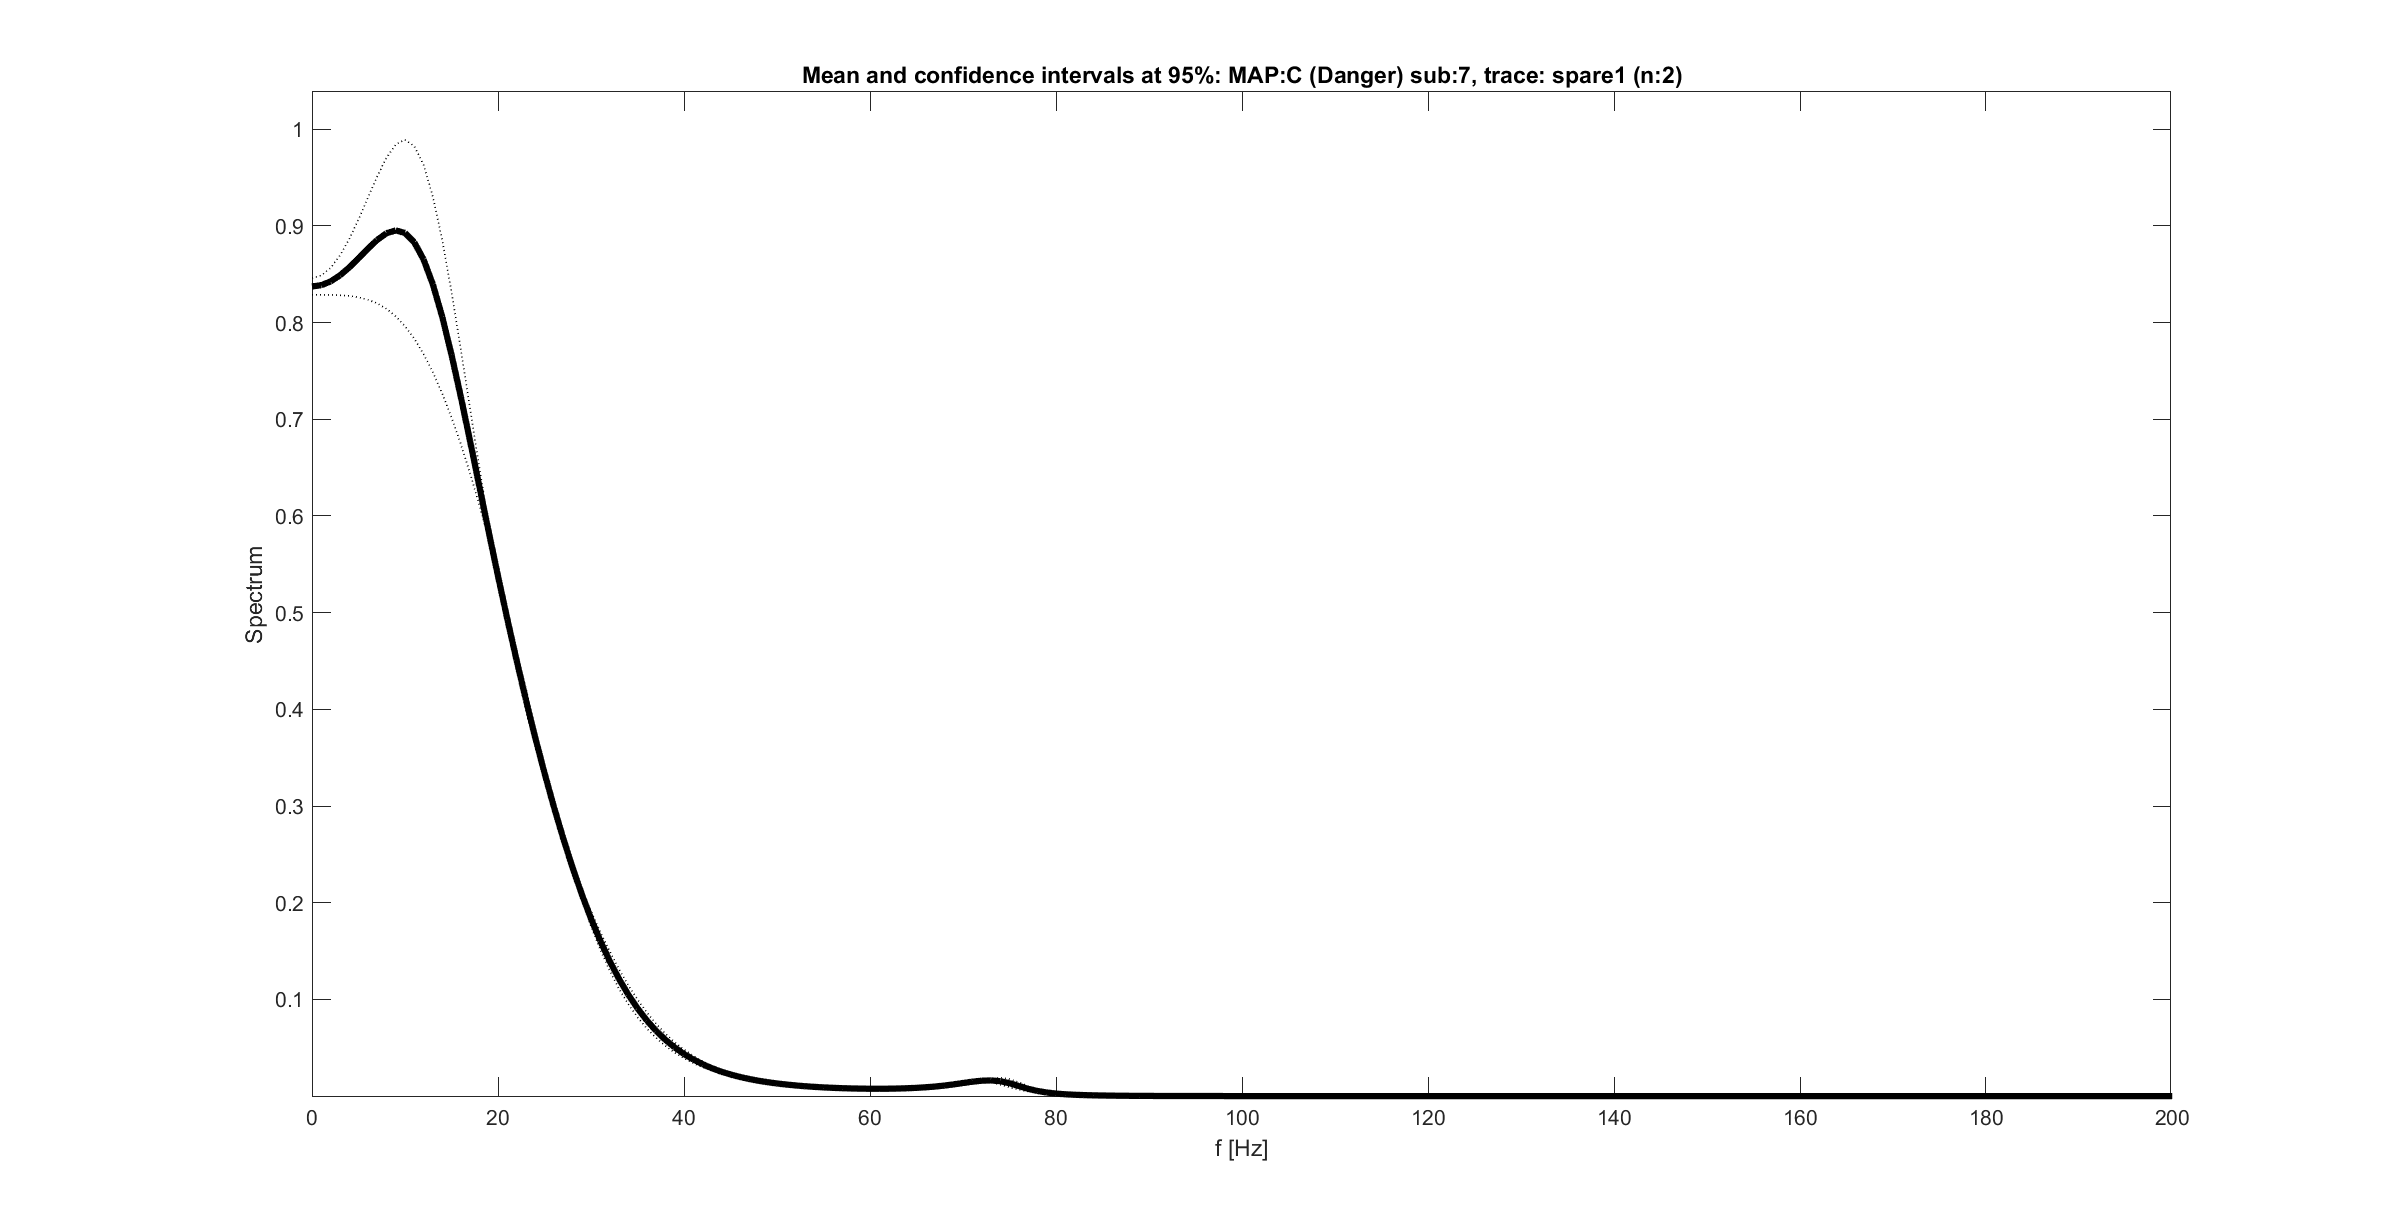 Mean and confidence intervals at 95%: MAP:C (Danger) sub:7, trace: spare1 (n:2)
1
0.9
0.8
0.7
0.6
0.5
0.4
0.3
0.2
0.1
Spectrum
0 20 40 60 80 100 120 140 160 180 200
f [Hz]